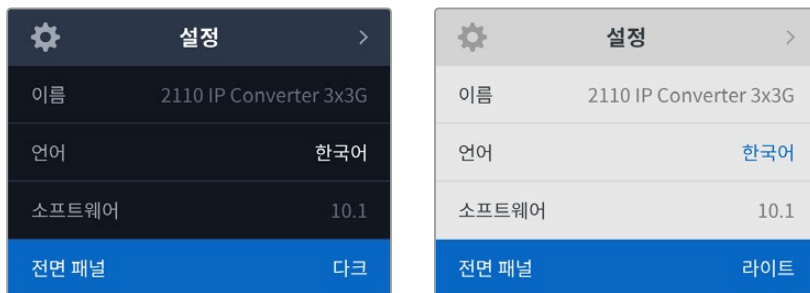 설정
이름 2110 IP Converter 3x3G
언어 한국어
소프트웨어 10.1
전면 패널 다크
설정
이름 2110 IP Converter 3x3G
언어 한국어
소프트웨어 10.1
전면 패널 라이트